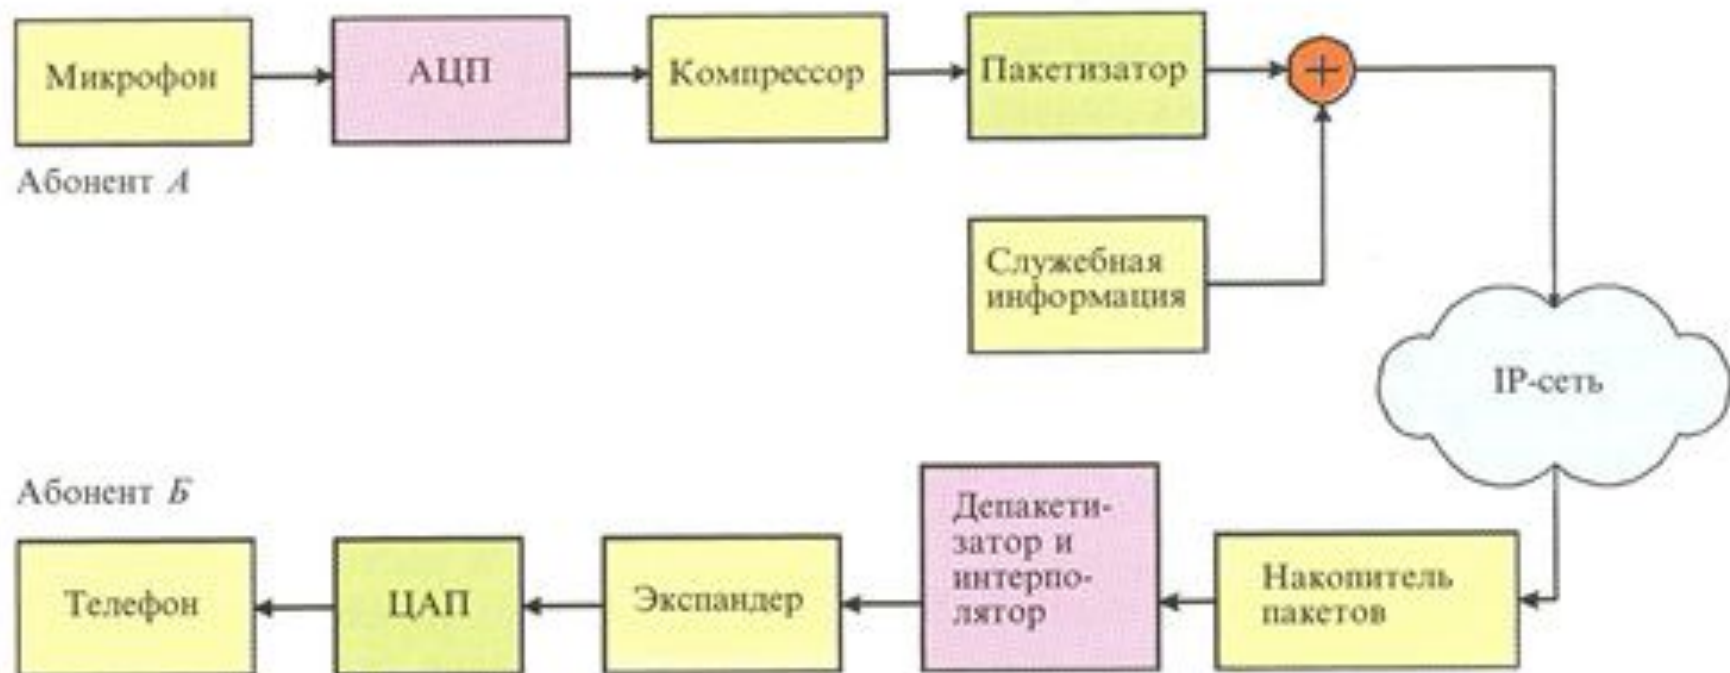 Микрофон
АЦП
Компрессор
Пакетизатор
+
Абонент А
Служебная
информация
IP-сеть
Абонент Б
Телефон
ЦАП
Экспандер
Депакети-
затор и
интерпо-
лятор
Накопитель
пакетов